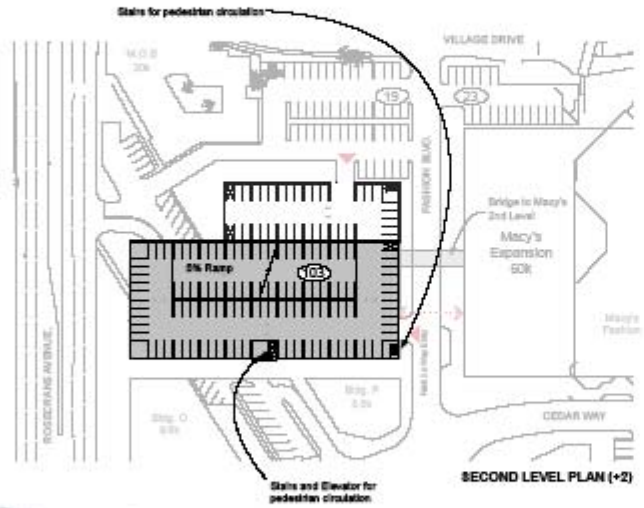 Stairs for pedestrian circulation
VILLAGE DRIVE
M.O.B
30k
19
23
FASHION BLVD.
Bridge to Macy's
2nd Level
Macy's
Expansion
60k
5% Ramp
103
Macy's
Fashion
ROSECRANS AVENUE
Bldg. O
Bldg. P
CEDAR WAY
Stairs and Elevator for
pedestrian circulation
SECOND LEVEL PLAN (+2)